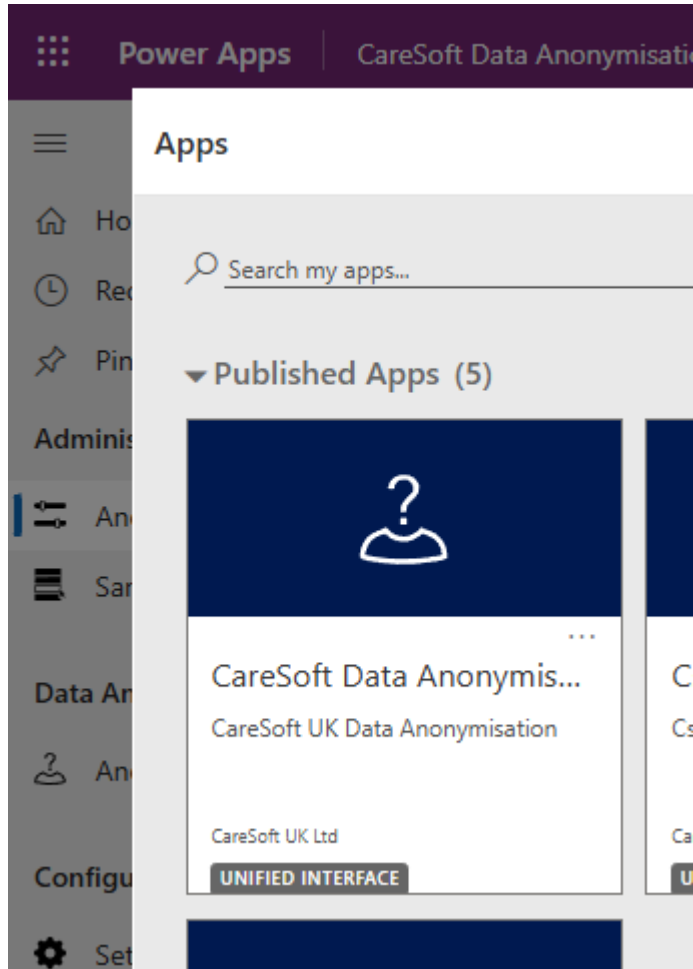 Power Apps CareSoft Data Anonymisati
Apps
Ho
Search my apps...
Rec
Pin
Published Apps (5)
Adminis
An
?
Sar
CareSoft Data Anonymis...
C
Data An
CareSoft UK Data Anonymisation
Cs
An
CareSoft UK Ltd
Ca
Configu
UNIFIED INTERFACE
U
Set